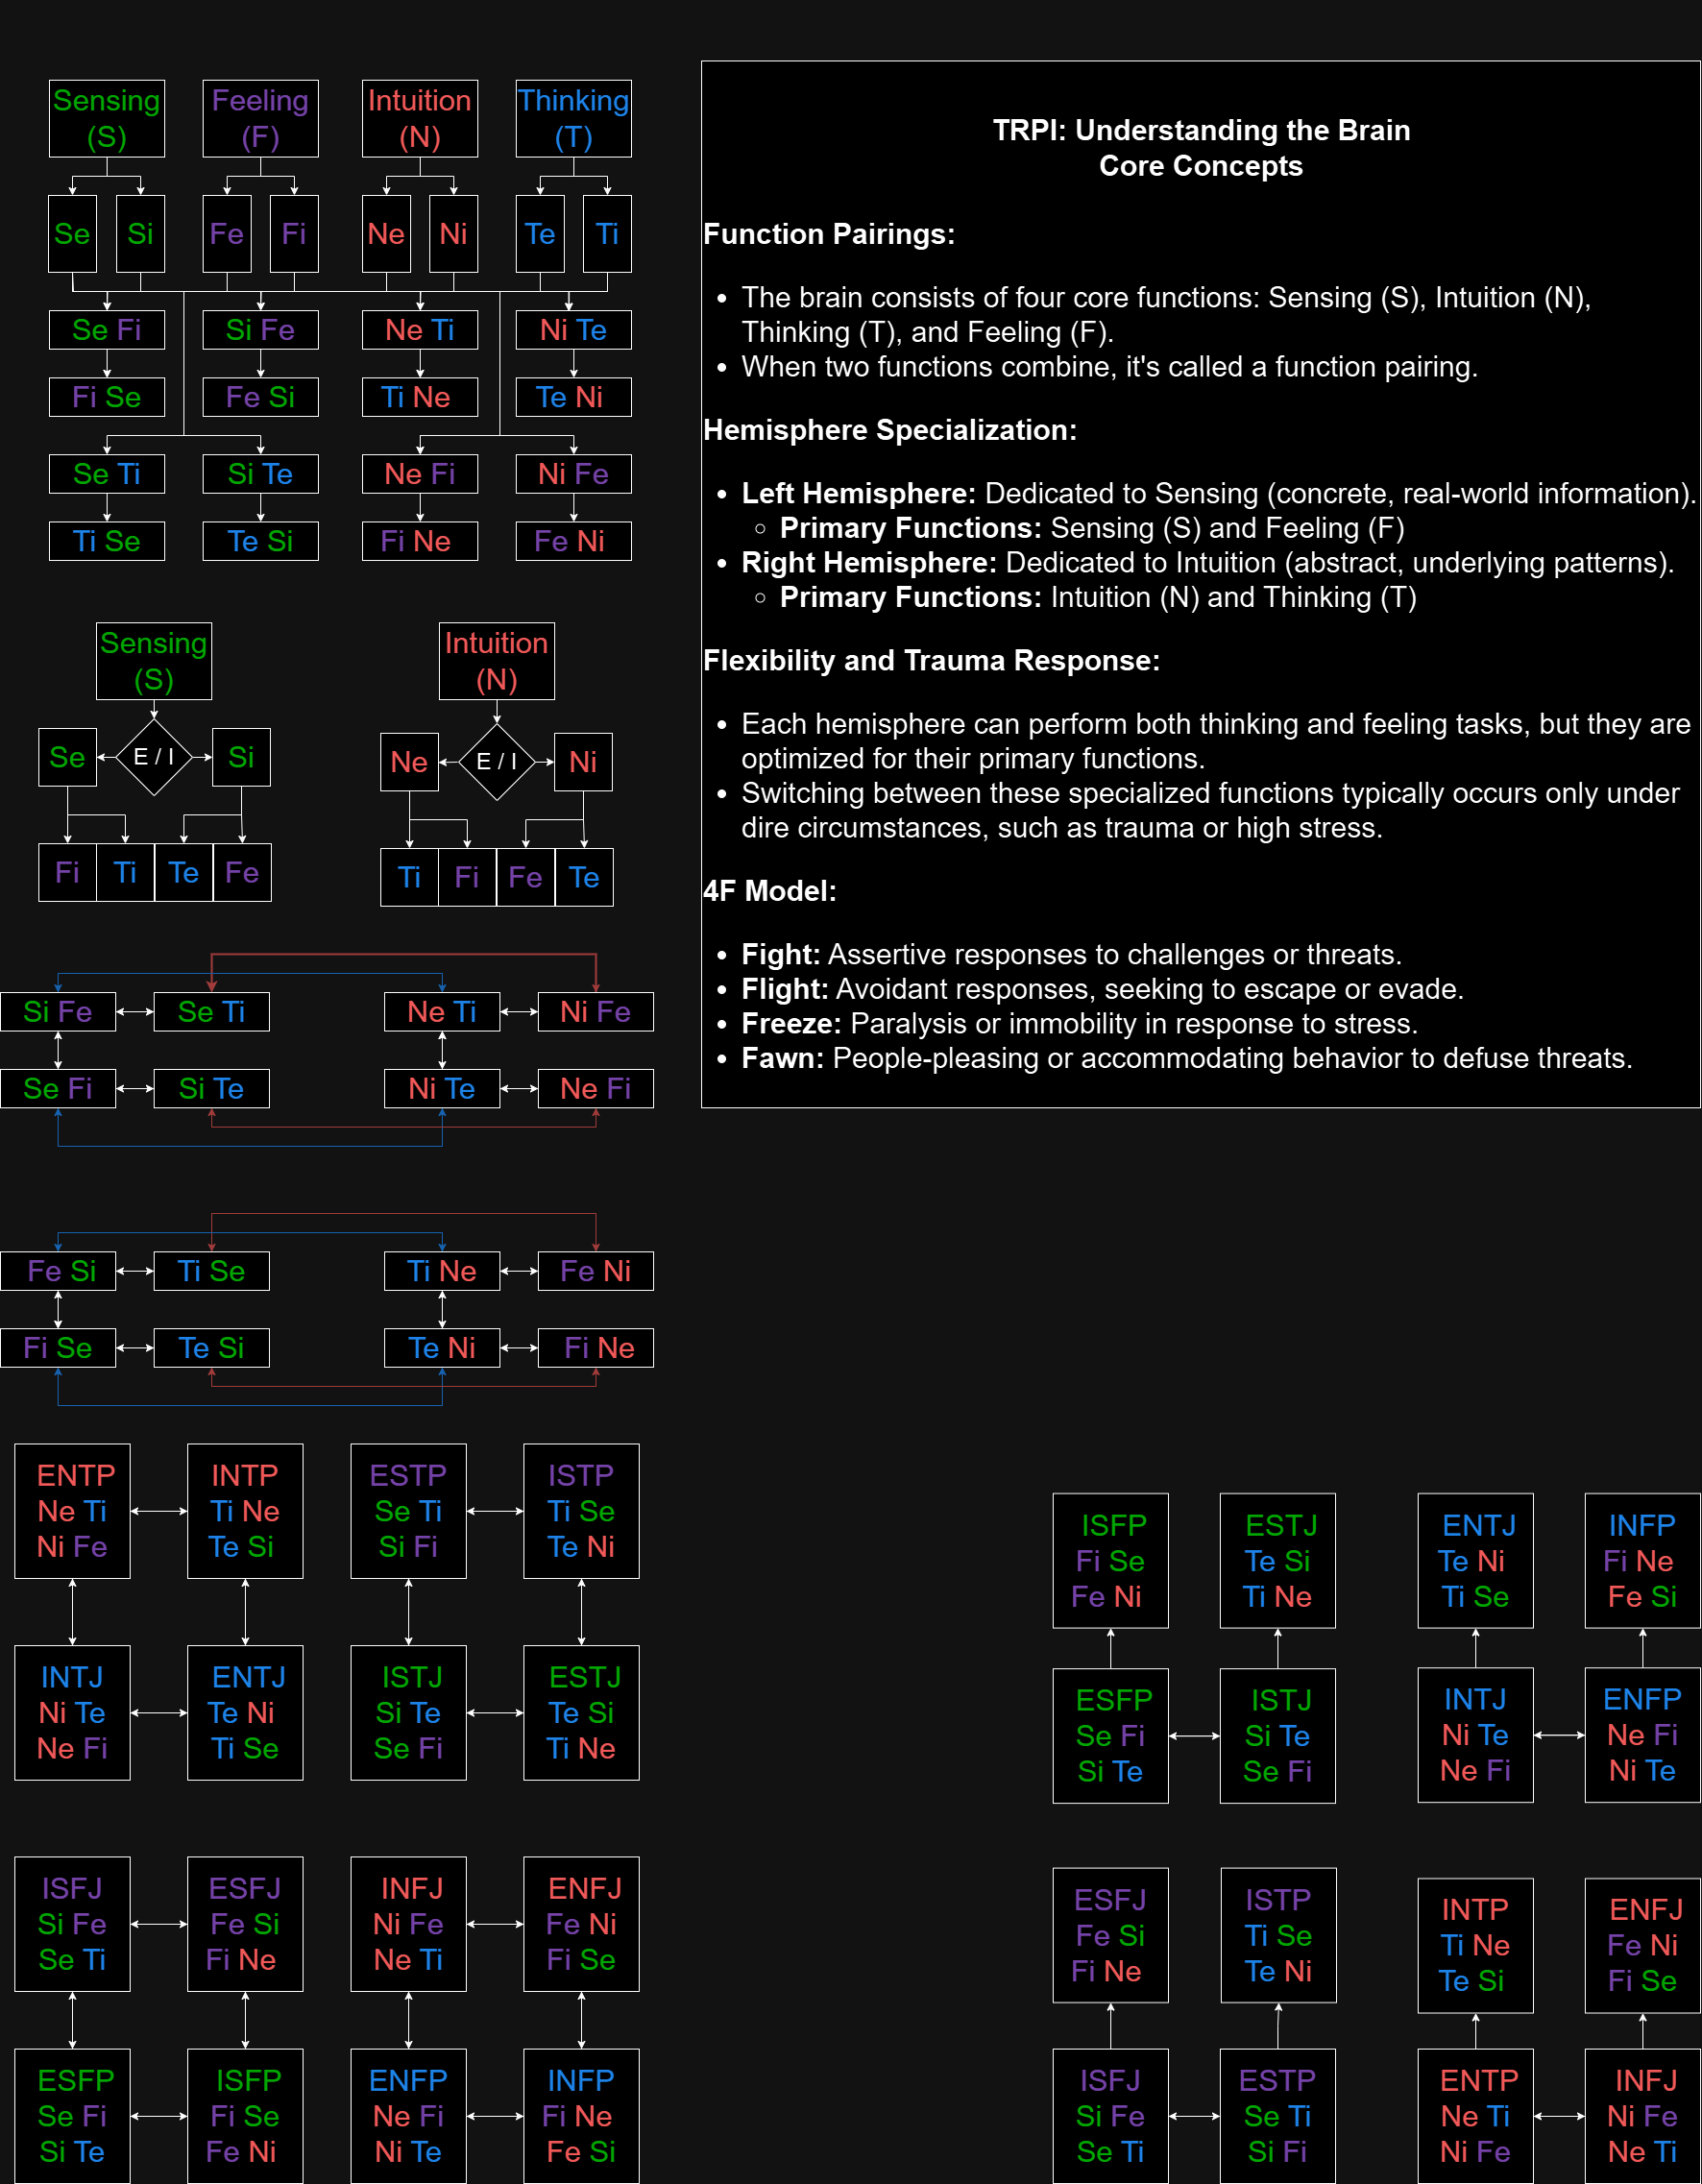 Sensing
(S)
Feeling
(F)
Intuition
(N)
Thinking
(T)
Se
Si
Fe
Fi
Ne
Ni
Te
Ti
Se Fi
Si Fe
Ne Ti
Ni Te
Fi Se
Fe Si
Ti Ne
Te Ni
Se Ti
Si Te
Ne Fi
Ni Fe
Ti Se
Te Si
Fi Ne
Fe Ni
Sensing
(S)
E / I
Se
Si
Fi
Ti
Te
Fe
Intuition
(N)
E / I
Ne
Ni
Ti
Fi
Fe
Te
Si Fe
Se Ti
Ne Ti
Ni Fe
Se Fi
Si Te
Ni Te
Ne Fi
Fe Si
Ti Se
Ti Ne
Fe Ni
Fi Se
Te Si
Te Ni
Fi Ne
ENTP
Ne Ti
Ni Fe
INTP
Ti Ne
Te Si
ESTP
Se Ti
Si Fi
ISTP
Ti Se
Te Ni
INTJ
Ni Te
Ne Fi
ENTJ
Te Ni
Ti Se
ISTJ
Si Te
Se Fi
ESTJ
Te Si
Ti Ne
ISFJ
Si Fe
Se Ti
ESFJ
Fe Si
Fi Ne
INFJ
Ni Fe
Ne Ti
ENFJ
Fe Ni
Fi Se
ESFP
Se Fi
Si Te
ISFP
Fi Se
Fe Ni
ENFP
Ne Fi
Ni Te
INFP
Fi Ne
Fe Si
TRPI: Understanding the Brain
Core Concepts
Function Pairings:
• The brain consists of four core functions: Sensing (S), Intuition (N),
Thinking (T), and Feeling (F).
• When two functions combine, it's called a function pairing.
Hemisphere Specialization:
• Left Hemisphere: Dedicated to Sensing (concrete, real-world information).
◦ Primary Functions: Sensing (S) and Feeling (F)
• Right Hemisphere: Dedicated to Intuition (abstract, underlying patterns).
◦ Primary Functions: Intuition (N) and Thinking (T)
Flexibility and Trauma Response:
• Each hemisphere can perform both thinking and feeling tasks, but they are
optimized for their primary functions.
• Switching between these specialized functions typically occurs only under
dire circumstances, such as trauma or high stress.
4F Model:
• Fight: Assertive responses to challenges or threats.
• Flight: Avoidant responses, seeking to escape or evade.
• Freeze: Paralysis or immobility in response to stress.
• Fawn: People-pleasing or accommodating behavior to defuse threats.
ISFP
Fi Se
Fe Ni
ESTJ
Te Si
Ti Ne
ENTJ
Te Ni
Ti Se
INFP
Fi Ne
Fe Si
ESFP
Se Fi
Si Te
ISTJ
Si Te
Se Fi
INTJ
Ni Te
Ne Fi
ENFP
Ne Fi
Ni Te
ESFJ
Fe Si
Fi Ne
ISTP
Ti Se
Te Ni
INTP
Ti Ne
Te Si
ENFJ
Fe Ni
Fi Se
ISFJ
Si Fe
Se Ti
ESTP
Se Ti
Si Fi
ENTP
Ne Ti
Ni Fe
INFJ
Ni Fe
Ne Ti